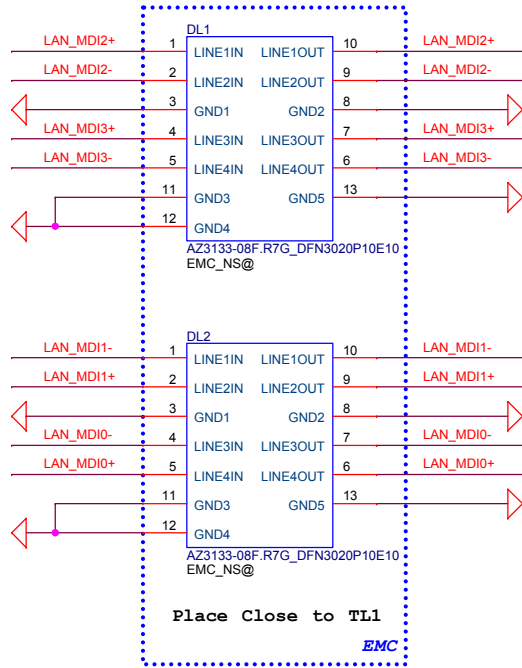 DL1
LAN_MDI2+ 1 LINE1IN LINE1OUT 10 LAN_MDI2+
LAN_MDI2- 2 LINE2IN LINE2OUT 9 LAN_MDI2-
3 GND1 GND2 8
LAN_MDI3+ 4 LINE3IN LINE3OUT 7 LAN_MDI3+
LAN_MDI3- 5 LINE4IN LINE4OUT 6 LAN_MDI3-
11 GND3 GND5 13
12 GND4
AZ3133-08F.R7G_DFN3020P10E10
EMC_NS@
DL2
LAN_MDI1- 1 LINE1IN LINE1OUT 10 LAN_MDI1-
LAN_MDI1+ 2 LINE2IN LINE2OUT 9 LAN_MDI1+
3 GND1 GND2 8
LAN_MDI0- 4 LINE3IN LINE3OUT 7 LAN_MDI0-
LAN_MDI0+ 5 LINE4IN LINE4OUT 6 LAN_MDI0+
11 GND3 GND5 13
12 GND4
AZ3133-08F.R7G_DFN3020P10E10
EMC_NS@
Place Close to TL1
EMC